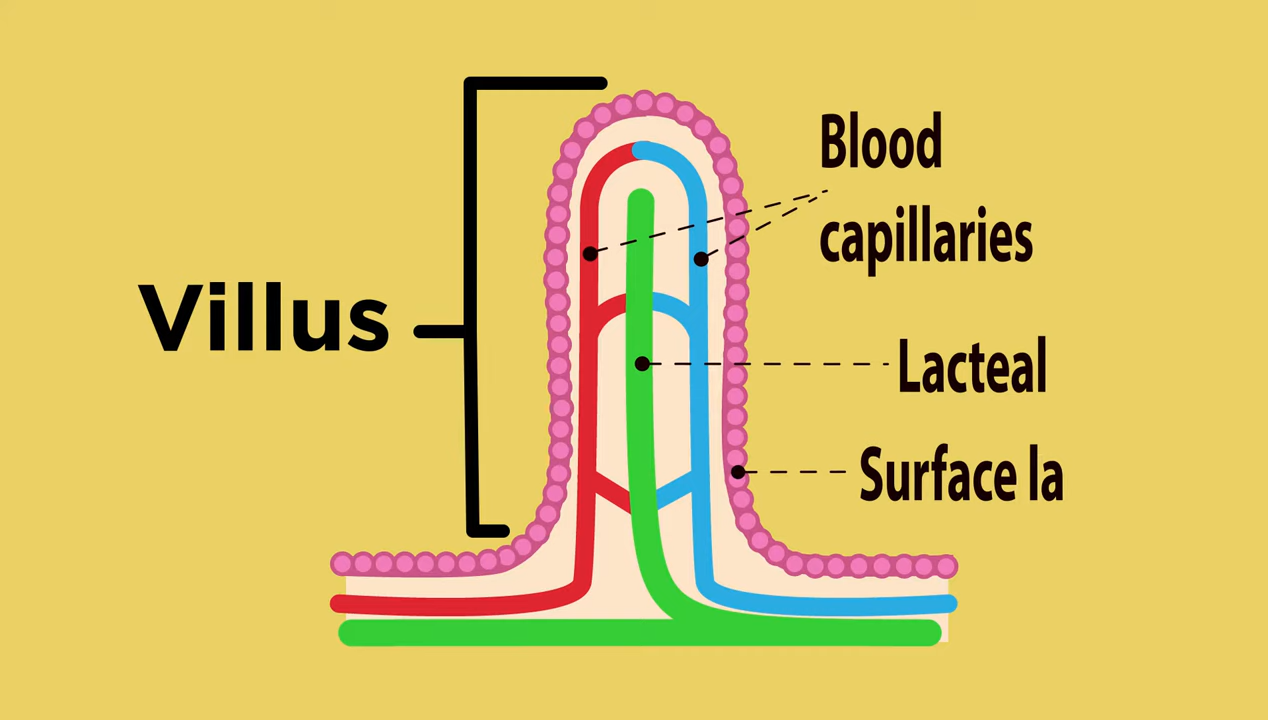 Villus
Blood
capillaries
Lacteal
Surface la